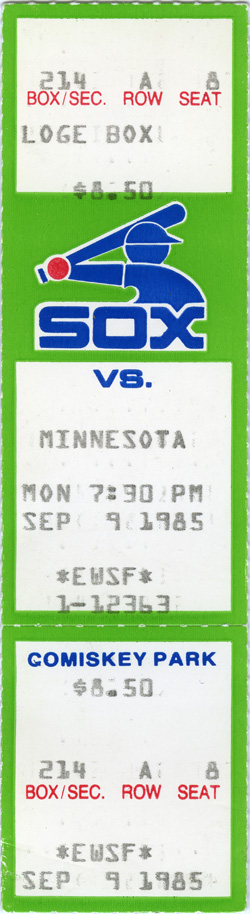 214 A 8
BOX/SEC. ROW SEAT
LOGE BOX
$8.50
SOX
VS.
MINNESOTA
MON 7:30 PM
SEP 9 1985
*EWSF*
1-12363
COMISKEY PARK
$8.50
214 A 8
BOX/SEC. ROW SEAT
*EWSF*
SEP 9 1985